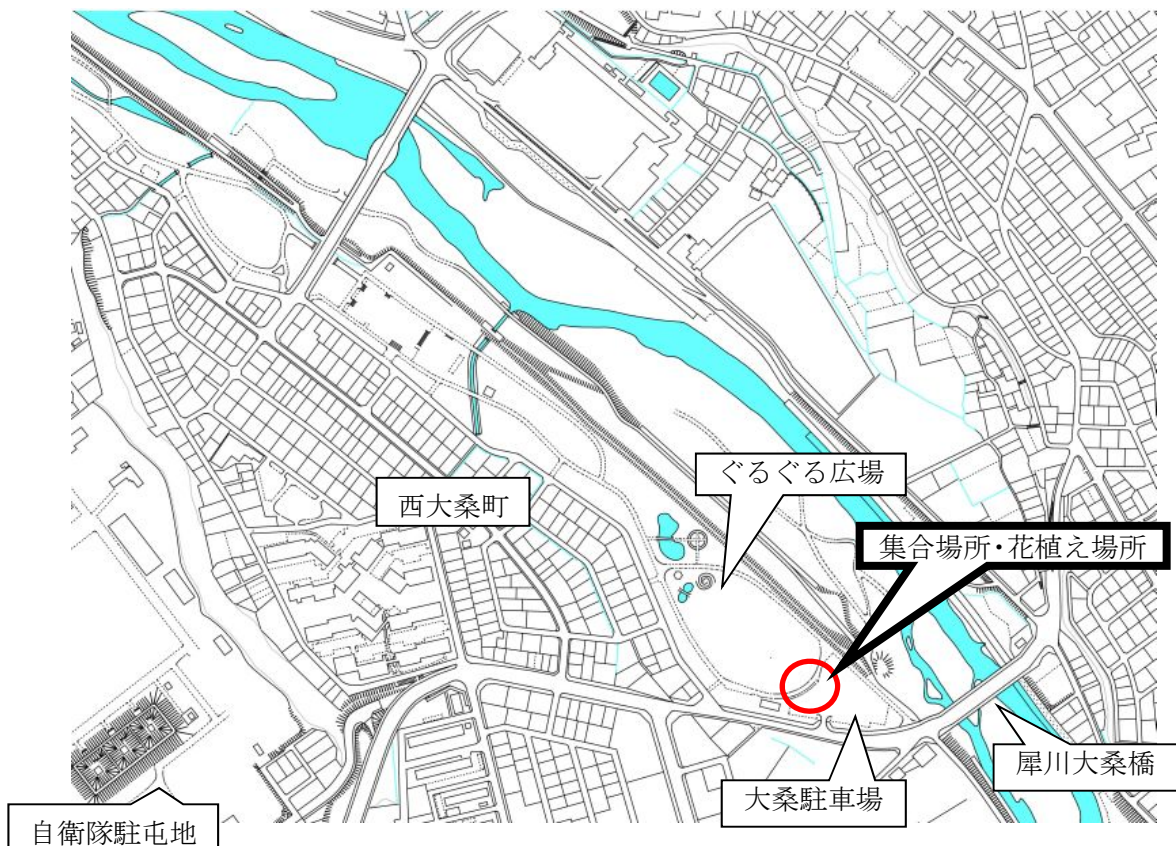 ぐるぐる広場
西大桑町
集合場所・花植え場所
犀川大桑橋
大桑駐車場
自衛隊駐屯地